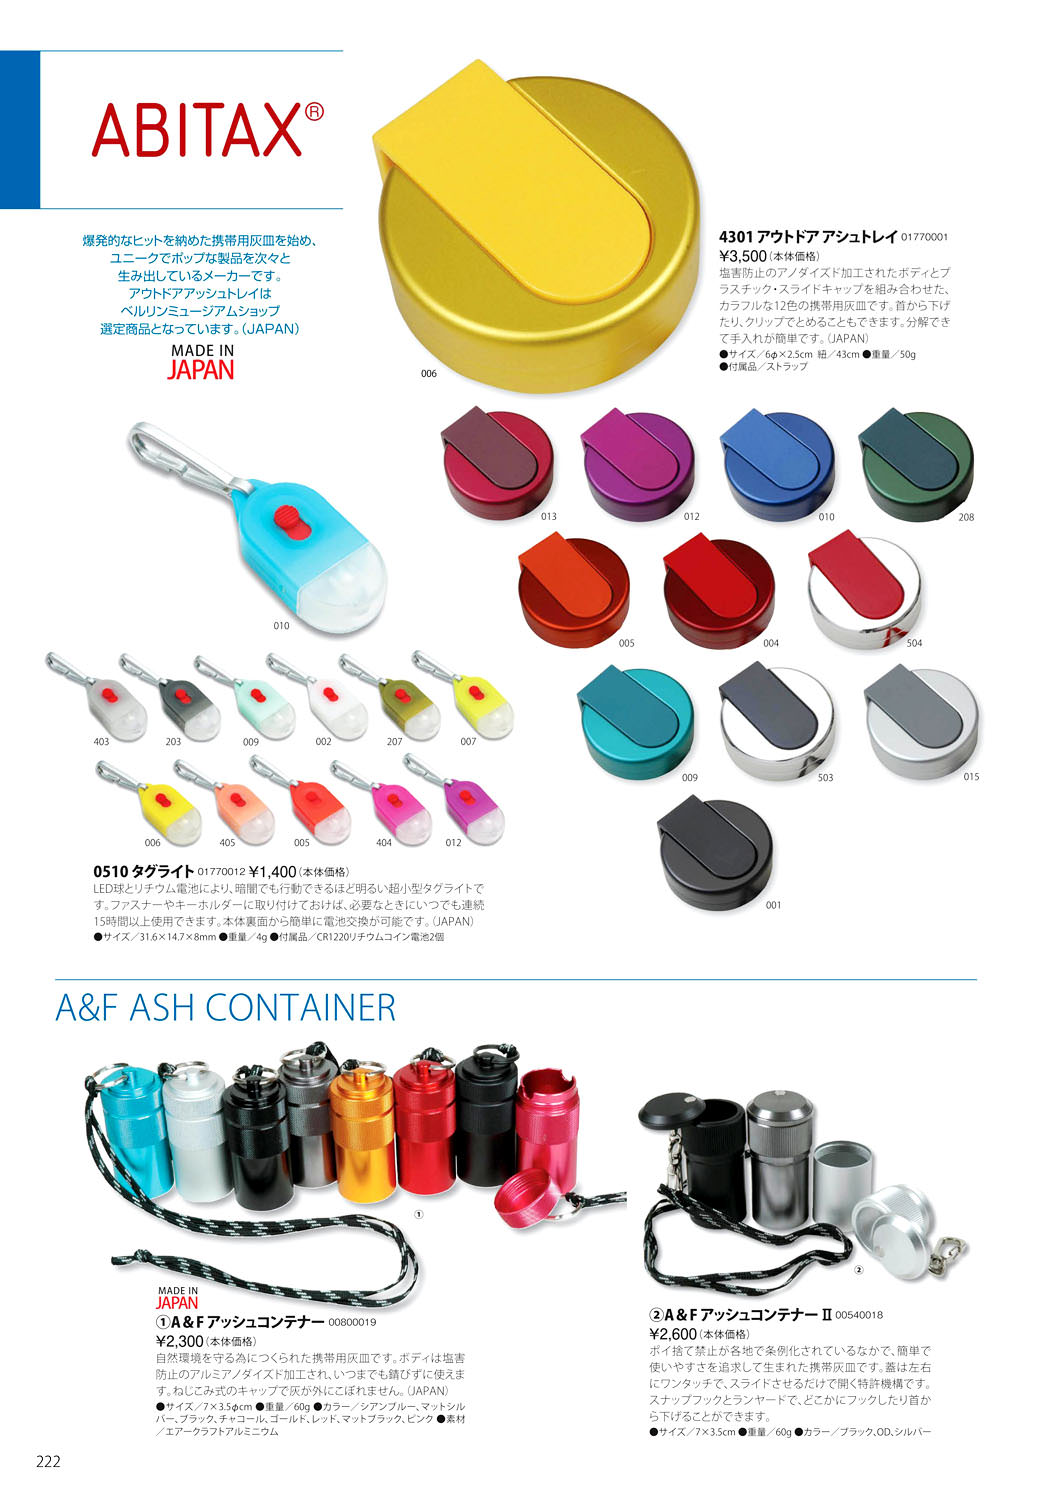 ABITAX®
爆発的なヒットを納めた携帯用灰皿を始め、
ユニークでポップな製品を次々と
生み出しているメーカーです。
アウトドアアッシュトレイは
ベルリンミュージアムショップ
選定商品となっています。（JAPAN）
MADE IN
JAPAN
006
4301 アウトドア アシュトレイ 01770001
¥3,500（本体価格）
塩害防止のアノダイズド加工されたボディとプ
ラスチック・スライドキャップを組み合わせた、
カラフルな12色の携帯用灰皿です。首から下げ
たり、クリップでとめることもできます。分解でき
て手入れが簡単です。（JAPAN）
●サイズ／6φ×2.5cm 紐／43cm ●重量／50g
●付属品／ストラップ
013
012
010
208
005
004
504
009
503
015
001
010
403
203
009
002
207
007
006
405
005
404
012
0510 タグライト 01770012 ¥1,400（本体価格）
LED球とリチウム電池により、暗闇でも行動できるほど明るい超小型タグライトで
す。ファスナーやキーホルダーに取り付けておけば、必要なときにいつでも連続
15時間以上使用できます。本体裏面から簡単に電池交換が可能です。（JAPAN）
●サイズ／31.6×14.7×8mm ●重量／4g ●付属品／CR1220リチウムコイン電池2個
A&F ASH CONTAINER
①
MADE IN
JAPAN
①A＆F アッシュコンテナー 00800019
¥2,300（本体価格）
自然環境を守る為につくられた携帯用灰皿です。ボディは塩害
防止のアルミアノダイズド加工され、いつまでも錆びずに使えま
す。ねじこみ式のキャップで灰が外にこぼれません。（JAPAN）
●サイズ／7×3.5φcm ●重量／60g ●カラー／シアンブルー、マットシル
バー、ブラック、チャコール、ゴールド、レッド、マットブラック、ピンク ●素材
／エアークラフトアルミニウム
②
②A＆F アッシュコンテナー Ⅱ 00540018
¥2,600（本体価格）
ポイ捨て禁止が各地で条例化されているなかで、簡単で
使いやすさを追求して生まれた携帯灰皿です。蓋は左右
にワンタッチで、スライドさせるだけで開く特許機構です。
スナップフックとランヤードで、どこかにフックしたり首か
ら下げることができます。
●サイズ／7×3.5cm ●重量／60g ●カラー／ブラック、OD、シルバー
222